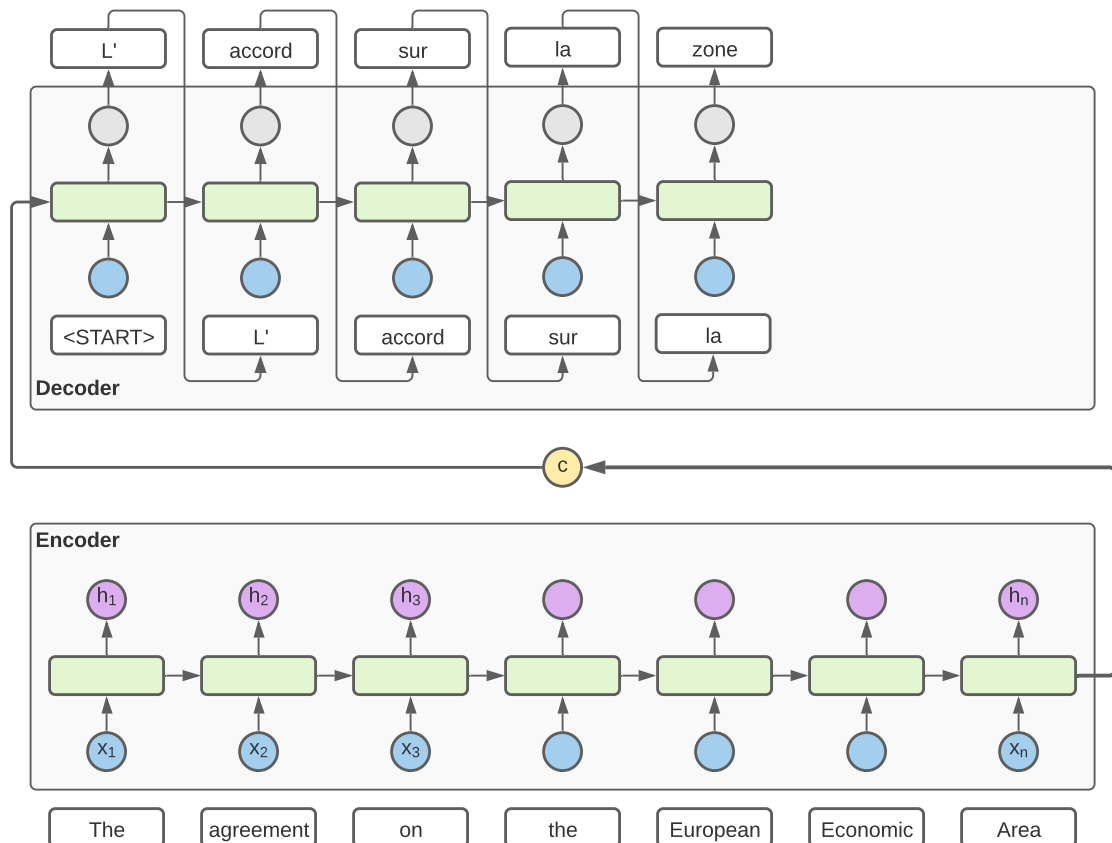 L' accord sur la zone
<START> L' accord sur la
Decoder
c
Encoder
h1 h2 h3 hn
x1 x2 x3 xn
The agreement on the European Economic Area